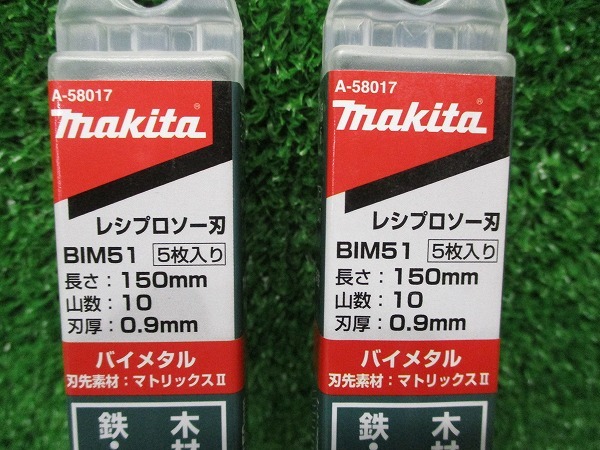 A-58017
makita®
レシプロソー刃
BIM51 5枚入り
長さ：150mm
山数：10
刃厚：0.9mm
バイメタル
刃先素材：マトリックスⅡ
鉄・
木材
A-58017
makita®
レシプロソー刃
BIM51 5枚入り
長さ：150mm
山数：10
刃厚：0.9mm
バイメタル
刃先素材：マトリックスⅡ
鉄・
木材